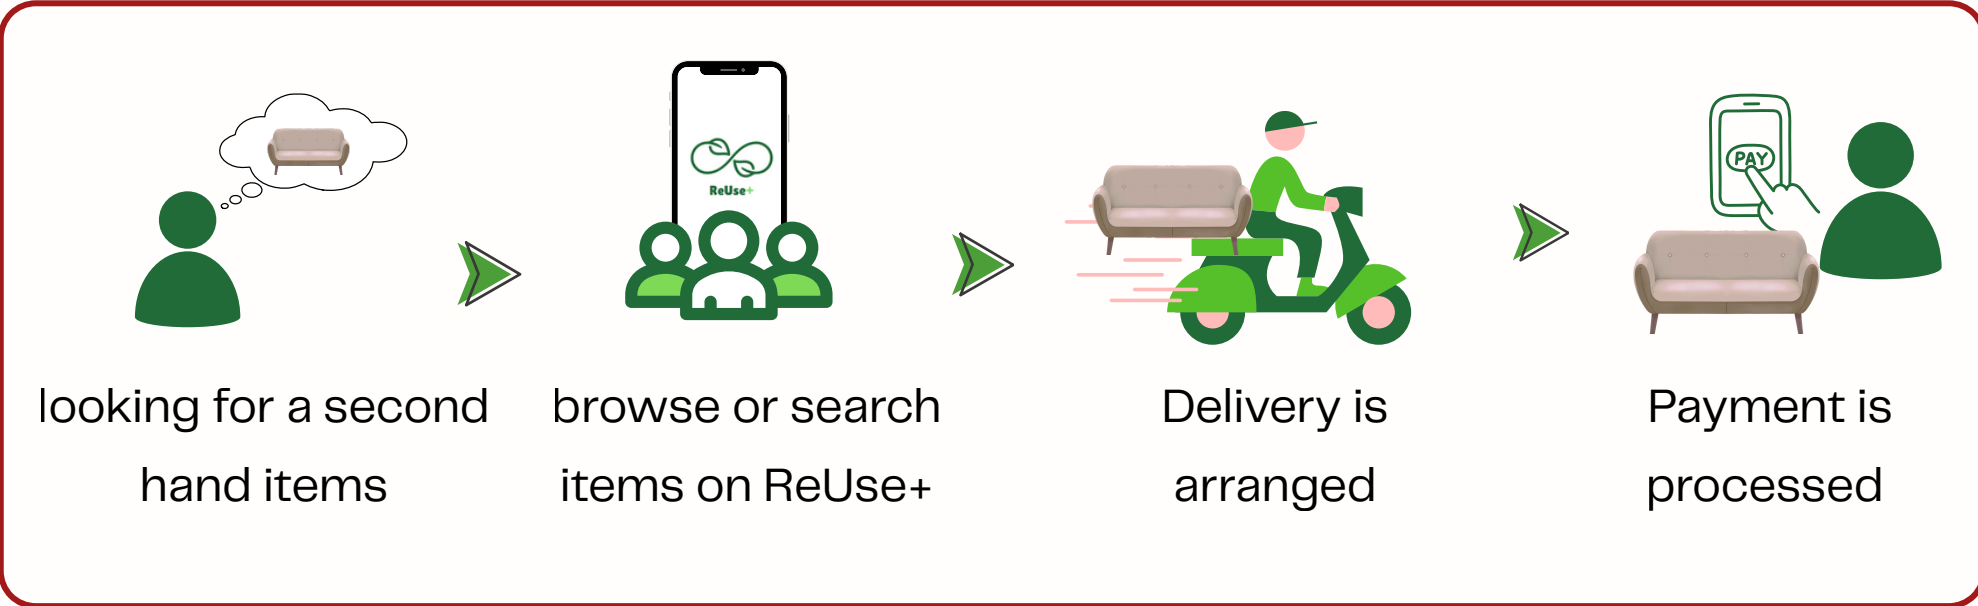 ReUse+
PAY
looking for a second
hand items
browse or search
items on ReUse+
Delivery is
arranged
Payment is
processed